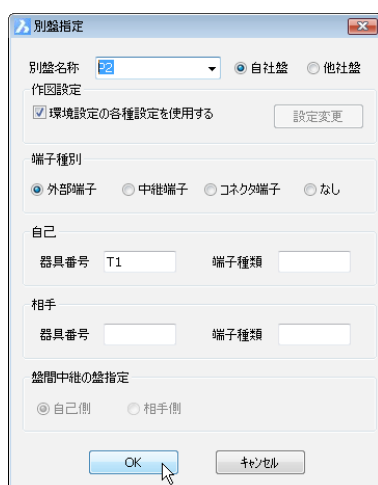 別盤指定
別盤名称 P2 自社盤 他社盤
作図設定
環境設定の各種設定を使用する 設定変更
端子種別
外部端子 中継端子 コネクタ端子 なし
自己
器具番号 T1 端子種類
相手
器具番号 端子種類
盤間中継の盤指定
自己側 相手側
OK キャンセル